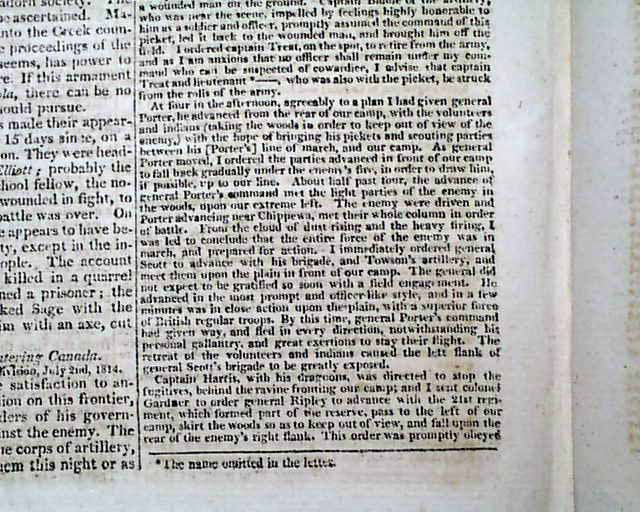 adorn society. The
be ascertained. Ma-
nto the Greek coun-
e proceedings of the
seems, has power to
re. If this armament
ola, there can be no
ould pursue.
s made their appear-
15 days since, on a
on. They were head-
Elliott; probably the
chool fellow, the no-
wounded in fight, to
battle was over. On
e appears to have be-
ty, except in the in-
ople. The account
killed in a quarrel
ned a prisoner; the
ked Sage with the
im with an axe, cut
ntering Canada.
July 2nd, 1814.
e satisfaction to an-
ion on this frontier,
ders of his govern-
nst the enemy. The
ne corps of artillery,
hem this night or as
a wounded man on the ground. Captain of the artillery,
who was near the scene, impelled by feelings highly honorable to
him as a soldier and officer, promptly assumed the command of this
picket, led it back to the wounded man, and brought him off the
field. I ordered captain Treat, on the spot, to retire from the army,
and as I am anxious that no officer shall remain under my com-
mand who can be suspected of cowardice, I advise that captain
Treat and lieutenant *——, who was also with the picket, be struck
from the rolls of the army.
At four in the afternoon, agreeably to a plan I had given general
Porter, he advanced from the rear of our camp, with the volunteers
and indians (taking the woods in order to keep out of view of the
enemy,) with the hope of bringing his pickets and scouting parties
between his [Porter's] line of march, and our camp. As general
Porter moved, I ordered the parties advanced in front of our camp
to fall back gradually under the enemy's fire, in order to draw him,
if possible, up to our line. About half past four, the advance of
general Porter's command met the light parties of the enemy in
the woods, upon our extreme left. The enemy were driven and
Porter advancing near Chippewa, met their whole column in order
of battle. From the cloud of dust rising and the heavy firing, I
was led to conclude that the entire force of the enemy was in
march, and prepared for action. I immediately ordered general
Scott to advance with his brigade, and Towson's artillery, and
meet them upon the plain in front of our camp. The general did
not expect to be gratified so soon with a field engagement. He
advanced in the most prompt and officer-like style, and in a few
minutes was in close action upon the plain, with a superior force
of British regular troops. By this time, general Porter's command
had given way, and fled in every direction, notwithstanding his
personal gallantry, and great exertions to stay their flight. The
retreat of the volunteers and indians caused the left flank of
general Scott's brigade to be greatly exposed.
Captain Harris, with his dragoons, was directed to stop the
fugitives, behind the ravine fronting our camp; and I sent colonel
Gardner to order general Ripley to advance with the 21st regi-
ment, which formed part of the reserve, pass to the left of our
camp, skirt the woods so as to keep out of view, and fall upon the
rear of the enemy's right flank. This order was promptly obeyed
* The name omitted in the letter.